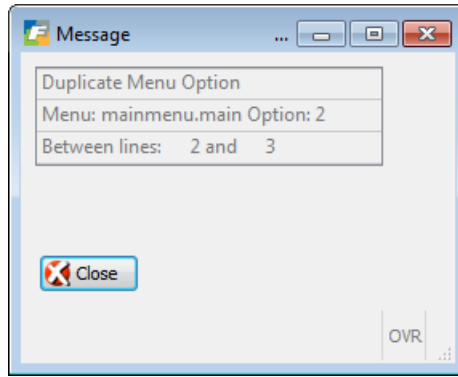 Message ...
Duplicate Menu Option
Menu: mainmenu.main Option: 2
Between lines: 2 and 3
Close
OVR